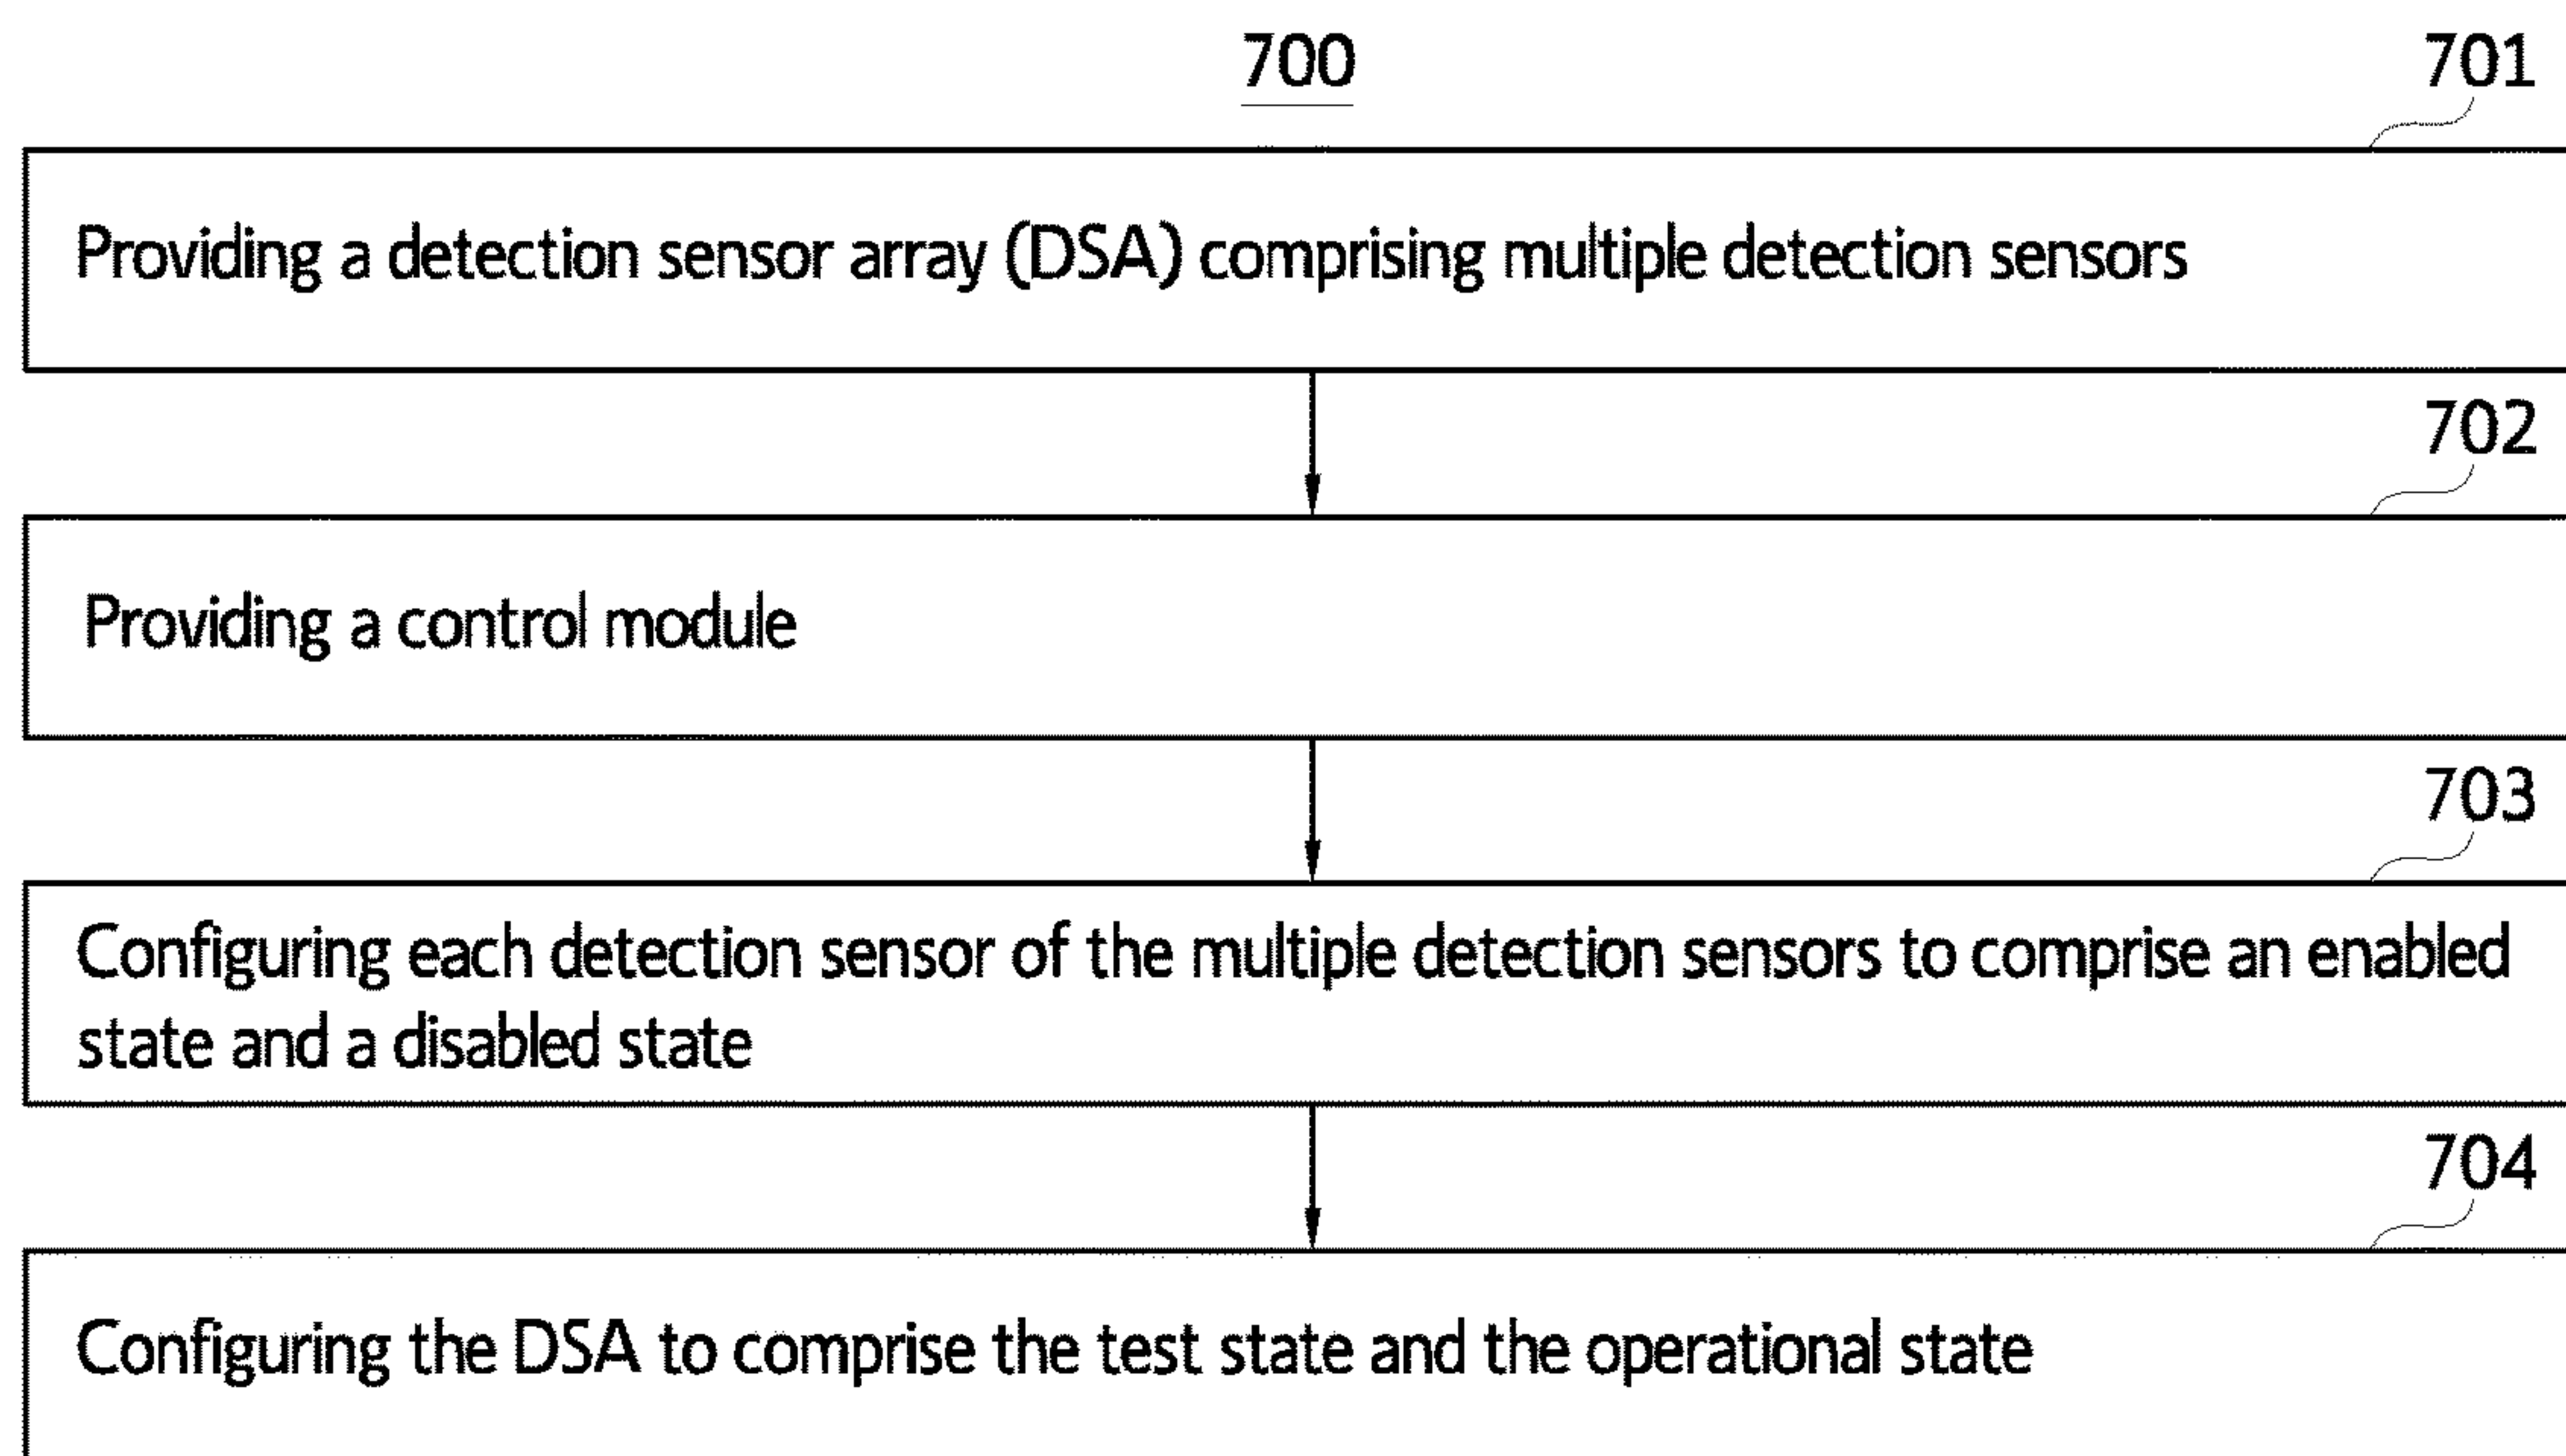 700
701
Providing a detection sensor array (DSA) comprising multiple detection sensors
702
Providing a control module
703
Configuring each detection sensor of the multiple detection sensors to comprise an enabled
state and a disabled state
704
Configuring the DSA to comprise the test state and the operational state